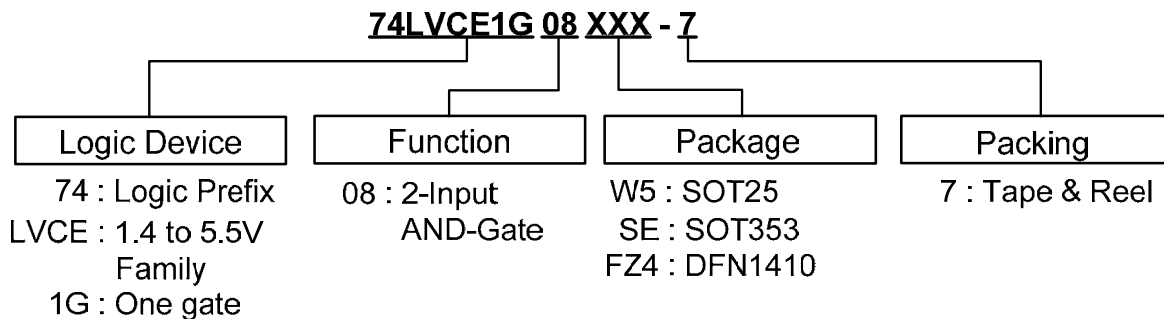 74LVCE1G 08 XXX - 7
Logic Device
Function
Package
Packing
74 : Logic Prefix
LVCE : 1.4 to 5.5V
Family
1G : One gate
08 : 2-Input
AND-Gate
W5 : SOT25
SE : SOT353
FZ4 : DFN1410
7 : Tape & Reel